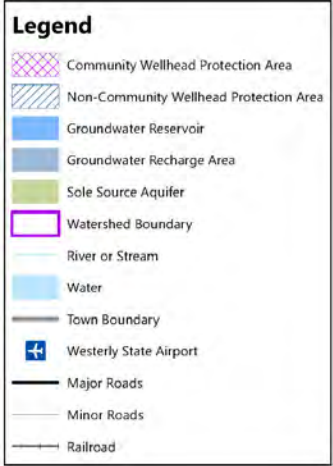 Legend
Community Wellhead Protection Area
Non-Community Wellhead Protection Area
Groundwater Reservoir
Groundwater Recharge Area
Sole Source Aquifer
Watershed Boundary
River or Stream
Water
Town Boundary
Westerly State Airport
Major Roads
Minor Roads
Railroad